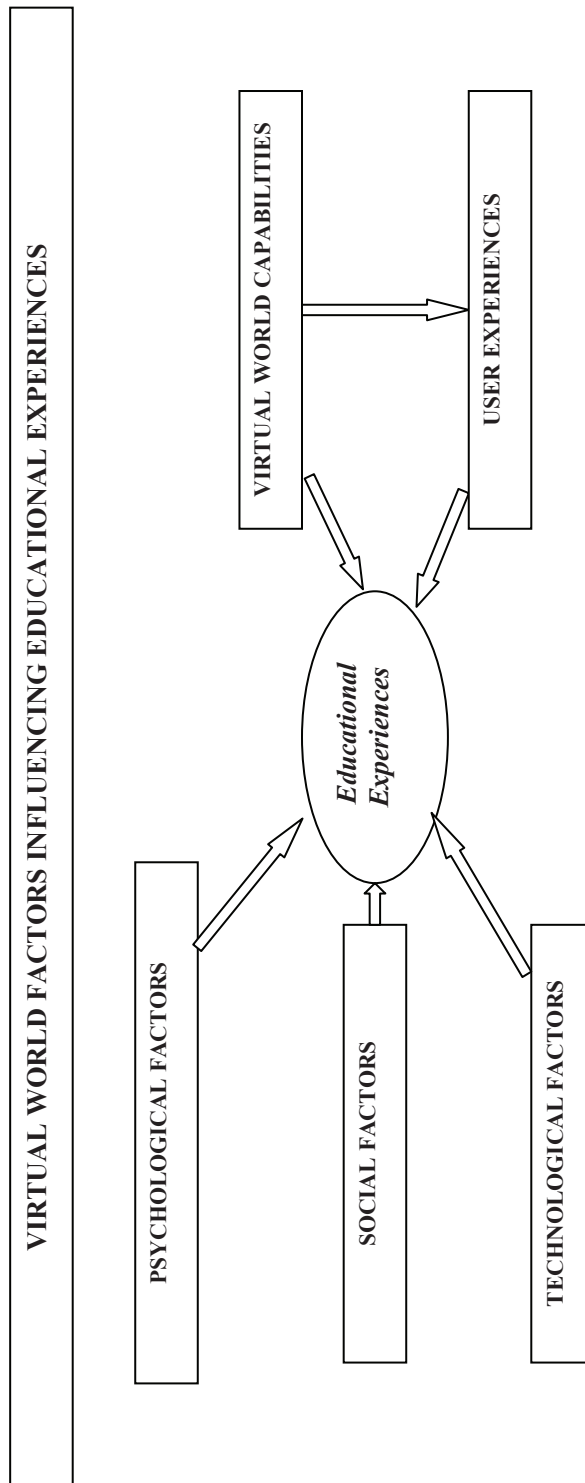 VIRTUAL WORLD FACTORS INFLUENCING EDUCATIONAL EXPERIENCES
PSYCHOLOGICAL FACTORS
SOCIAL FACTORS
TECHNOLOGICAL FACTORS
Educational
Experiences
VIRTUAL WORLD CAPABILITIES
USER EXPERIENCES